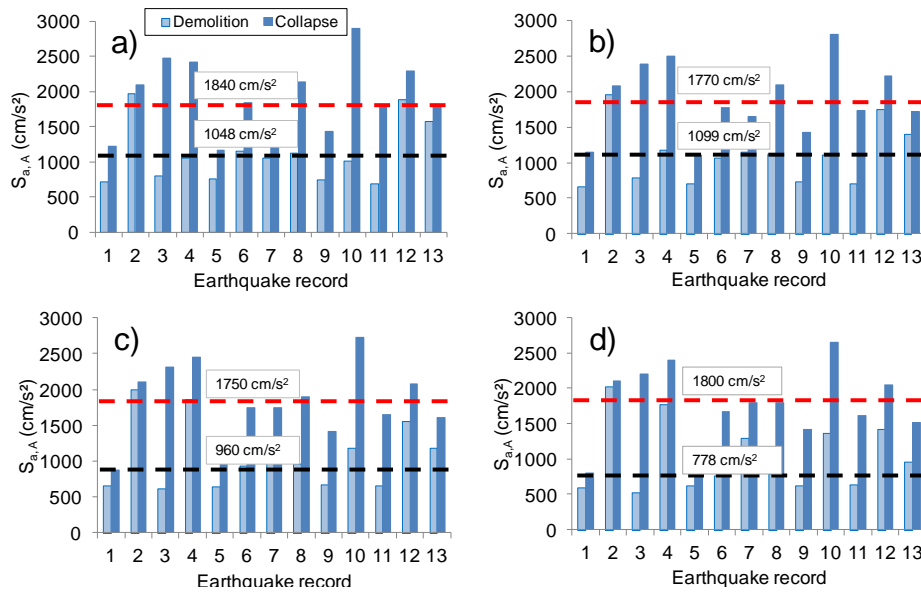 Demolition Collapse
a)
S a,A (cm/s²)
3000
2500
2000
1500
1000
500
0
1840 cm/s²
1048 cm/s²
1 2 3 4 5 6 7 8 9 10 11 12 13
Earthquake record
b)
S a,A (cm/s²)
3000
2500
2000
1500
1000
500
0
1770 cm/s²
1099 cm/s²
1 2 3 4 5 6 7 8 9 10 11 12 13
Earthquake record
c)
S a,A (cm/s²)
3000
2500
2000
1500
1000
500
0
1750 cm/s²
960 cm/s²
1 2 3 4 5 6 7 8 9 10 11 12 13
Earthquake record
d)
S a,A (cm/s²)
3000
2500
2000
1500
1000
500
0
1800 cm/s²
778 cm/s²
1 2 3 4 5 6 7 8 9 10 11 12 13
Earthquake record